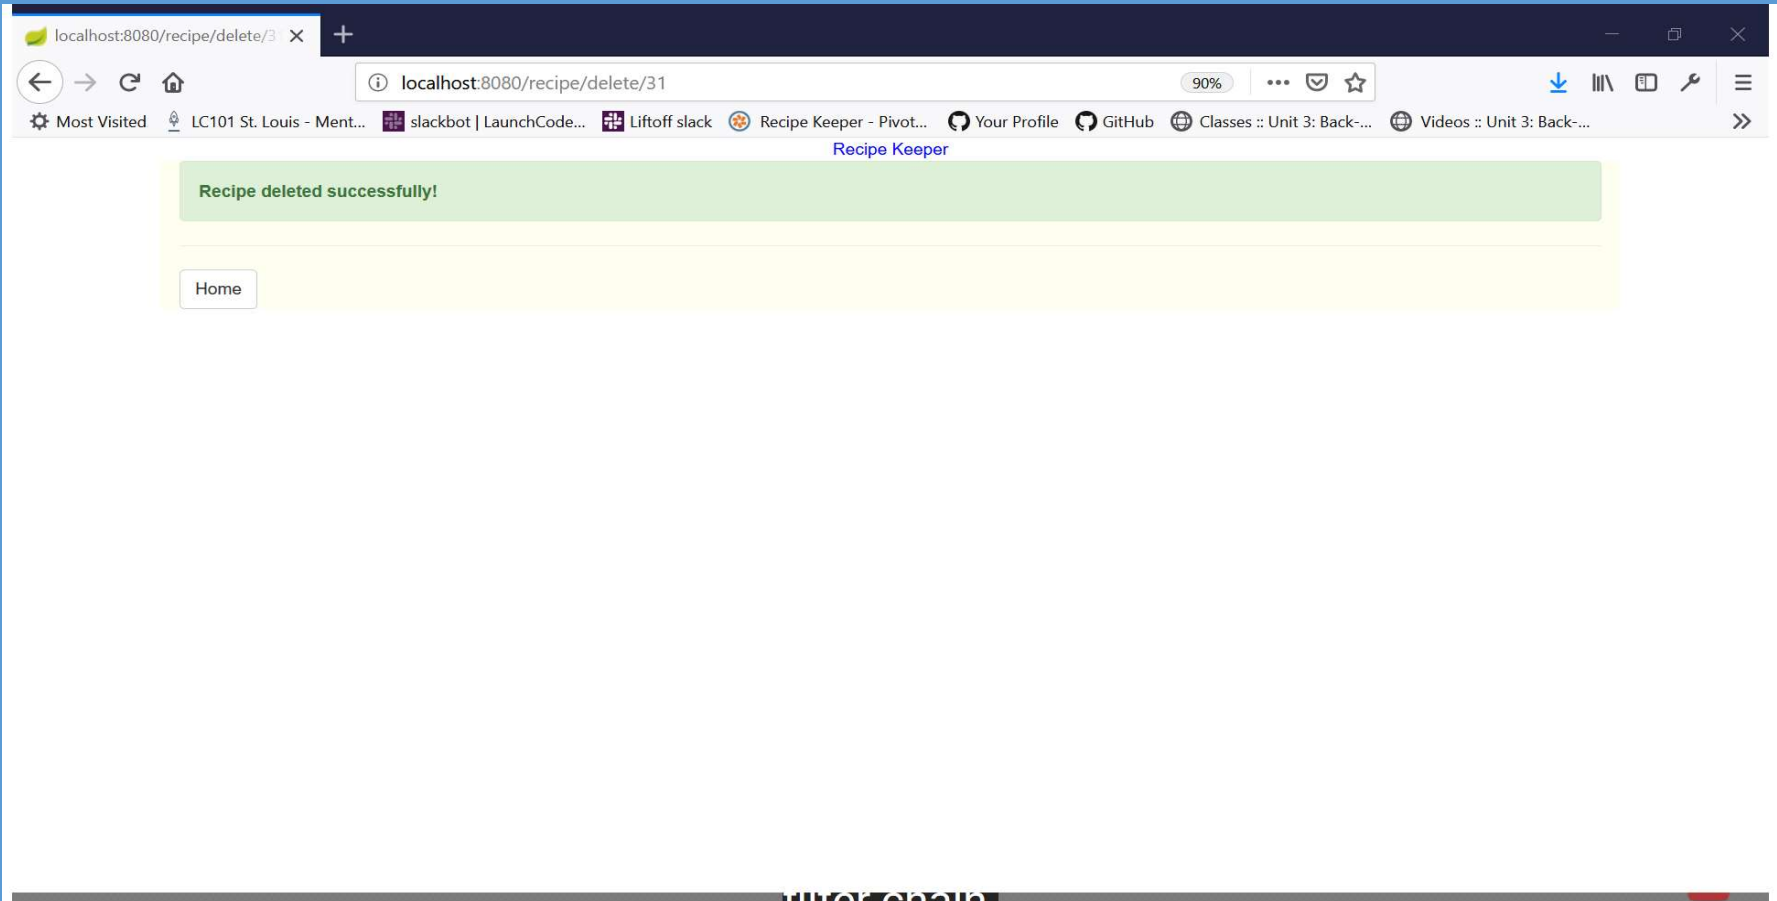 localhost:8080/recipe/delete/3
localhost:8080/recipe/delete/31
90%
Most Visited LC101 St. Louis - Ment... slackbot | LaunchCode... Liftoff slack Recipe Keeper - Pivot... Your Profile GitHub Classes :: Unit 3: Back-... Videos :: Unit 3: Back-...
Recipe Keeper
Recipe deleted successfully!
Home
filter chain